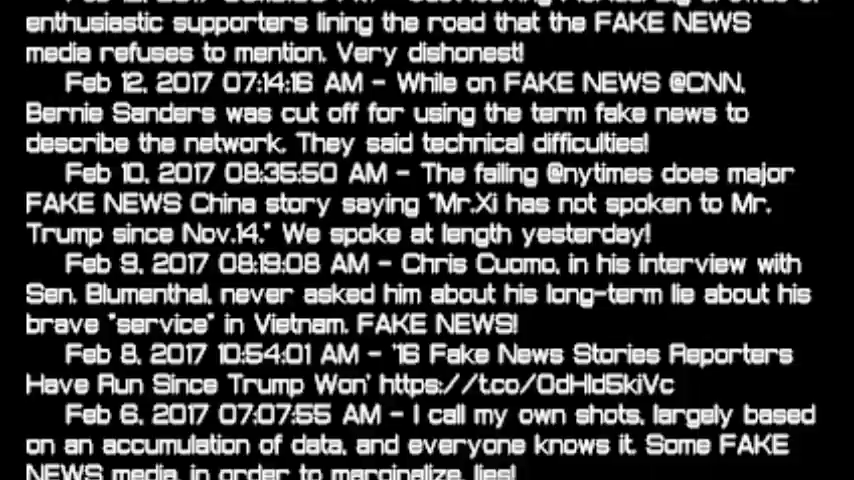 enthusiastic supporters lining the road that the FAKE NEWS
media refuses to mention. Very dishonest!
Feb 12, 2017 07:14:16 AM - While on FAKE NEWS @CNN,
Bernie Sanders was cut off for using the term fake news to
describe the network. They said technical difficulties!
Feb 10, 2017 08:35:50 AM - The failing @nytimes does major
FAKE NEWS China story saying "Mr.Xi has not spoken to Mr.
Trump since Nov.14." We spoke at length yesterday!
Feb 9, 2017 08:19:08 AM - Chris Cuomo, in his interview with
Sen. Blumenthal, never asked him about his long-term lie about his
brave "service" in Vietnam. FAKE NEWS!
Feb 8, 2017 10:54:01 AM - '16 Fake News Stories Reporters
Have Run Since Trump Won' https://t.co/OdHld5kiVc
Feb 6, 2017 07:07:55 AM - I call my own shots, largely based
on an accumulation of data, and everyone knows it. Some FAKE
NEWS media, in order to marginalize, lies!